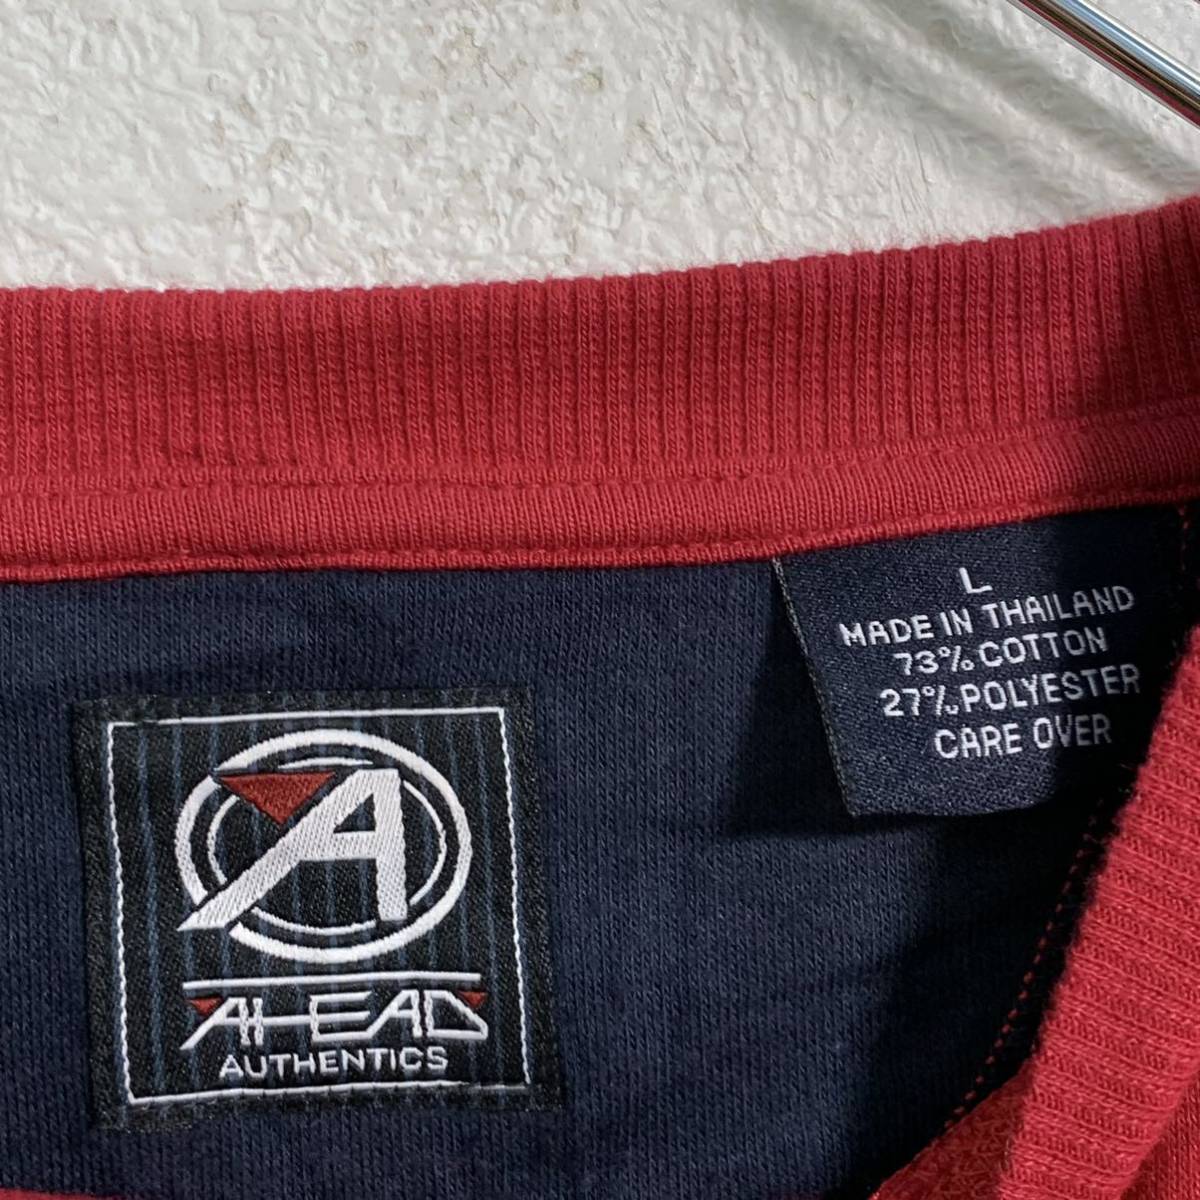 L
MADE IN THAILAND
73% COTTON
27% POLYESTER
CARE OVER
A
AHEAD
AUTHENTICS